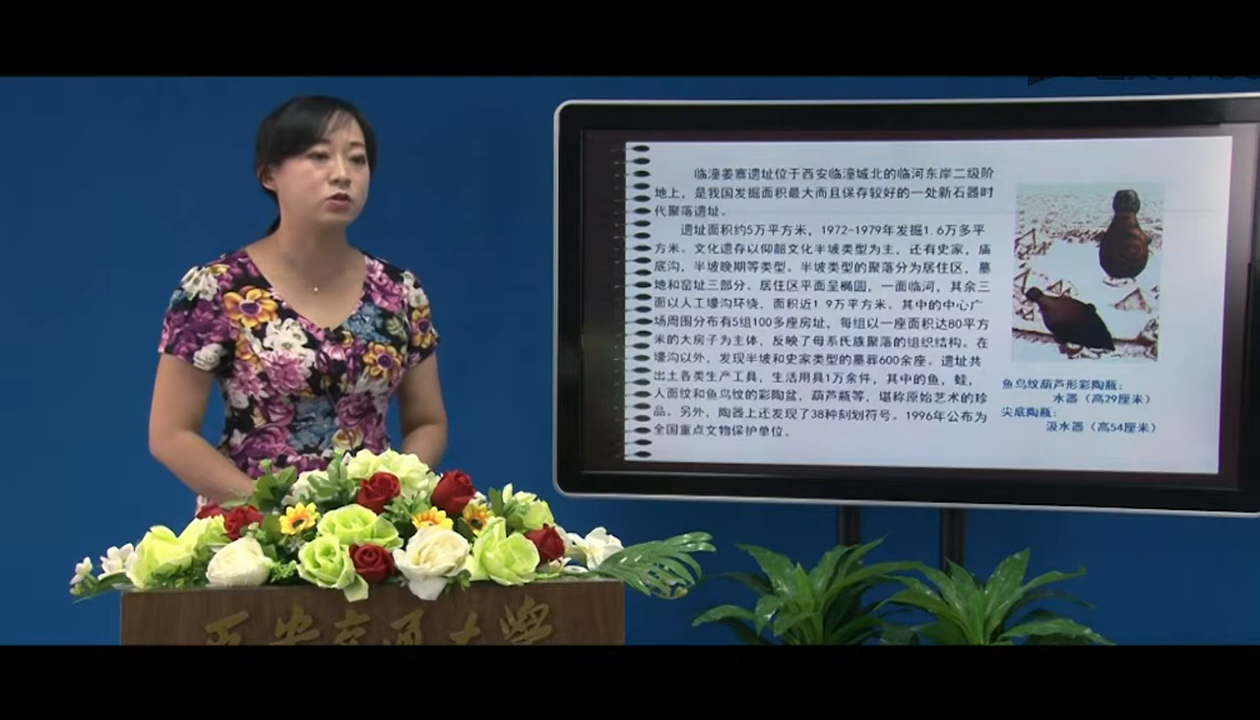 临潼姜寨遗址位于西安临潼城北的临河东岸二级阶
地上，是我国发掘面积最大而且保存较好的一处新石器时
代聚落遗址。
遗址面积约5万平方米，1972-1979年发掘1.6万多平
方米。文化遗存以仰韶文化半坡类型为主，还有史家，庙
底沟，半坡晚期等类型。半坡类型的聚落分为居住区，墓
地和窑址三部分。居住区平面呈椭圆，一面临河，其余三
面以人工壕沟环绕，面积近1.9万平方米。其中的中心广
场周围分布有5组100多座房址，每组以一座面积达80平方
米的大房子为主体，反映了母系氏族聚落的组织结构。在
壕沟以外，发现半坡和史家类型的墓葬600余座。遗址共
出土各类生产工具，生活用具1万余件，其中的鱼，蛙，
人面纹和鱼鸟纹的彩陶盆，葫芦瓶等，堪称原始艺术的珍
品。另外，陶器上还发现了38种刻划符号。1996年公布为
全国重点文物保护单位。
鱼鸟纹葫芦形彩陶瓶：
水器（高29厘米）
尖底陶瓶：
汲水器（高54厘米）
西安交通大学